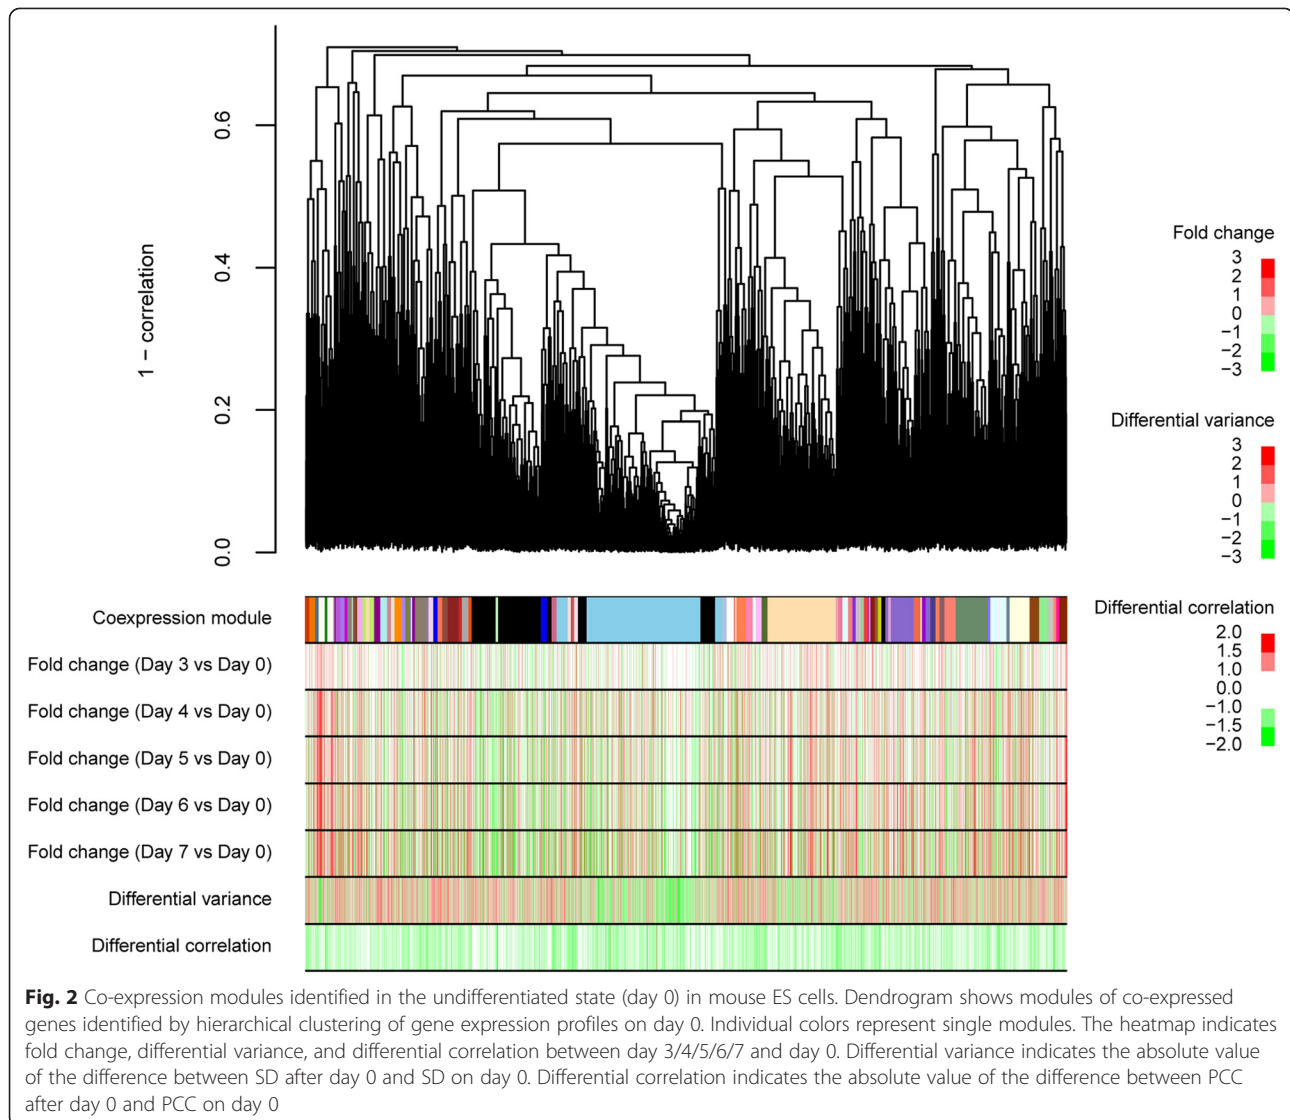 1 − correlation
0.6
0.4
0.2
0.0
Fold change
3
2
1
0
−1
−2
−3
Differential variance
3
2
1
0
−1
−2
−3
Differential correlation
2.0
1.5
1.0
0.0
−1.0
−1.5
−2.0
Coexpression module
Fold change (Day 3 vs Day 0)
Fold change (Day 4 vs Day 0)
Fold change (Day 5 vs Day 0)
Fold change (Day 6 vs Day 0)
Fold change (Day 7 vs Day 0)
Differential variance
Differential correlation
Fig. 2 Co-expression modules identified in the undifferentiated state (day 0) in mouse ES cells. Dendrogram shows modules of co-expressed
genes identified by hierarchical clustering of gene expression profiles on day 0. Individual colors represent single modules. The heatmap indicates
fold change, differential variance, and differential correlation between day 3/4/5/6/7 and day 0. Differential variance indicates the absolute value
of the difference between SD after day 0 and SD on day 0. Differential correlation indicates the absolute value of the difference between PCC
after day 0 and PCC on day 0